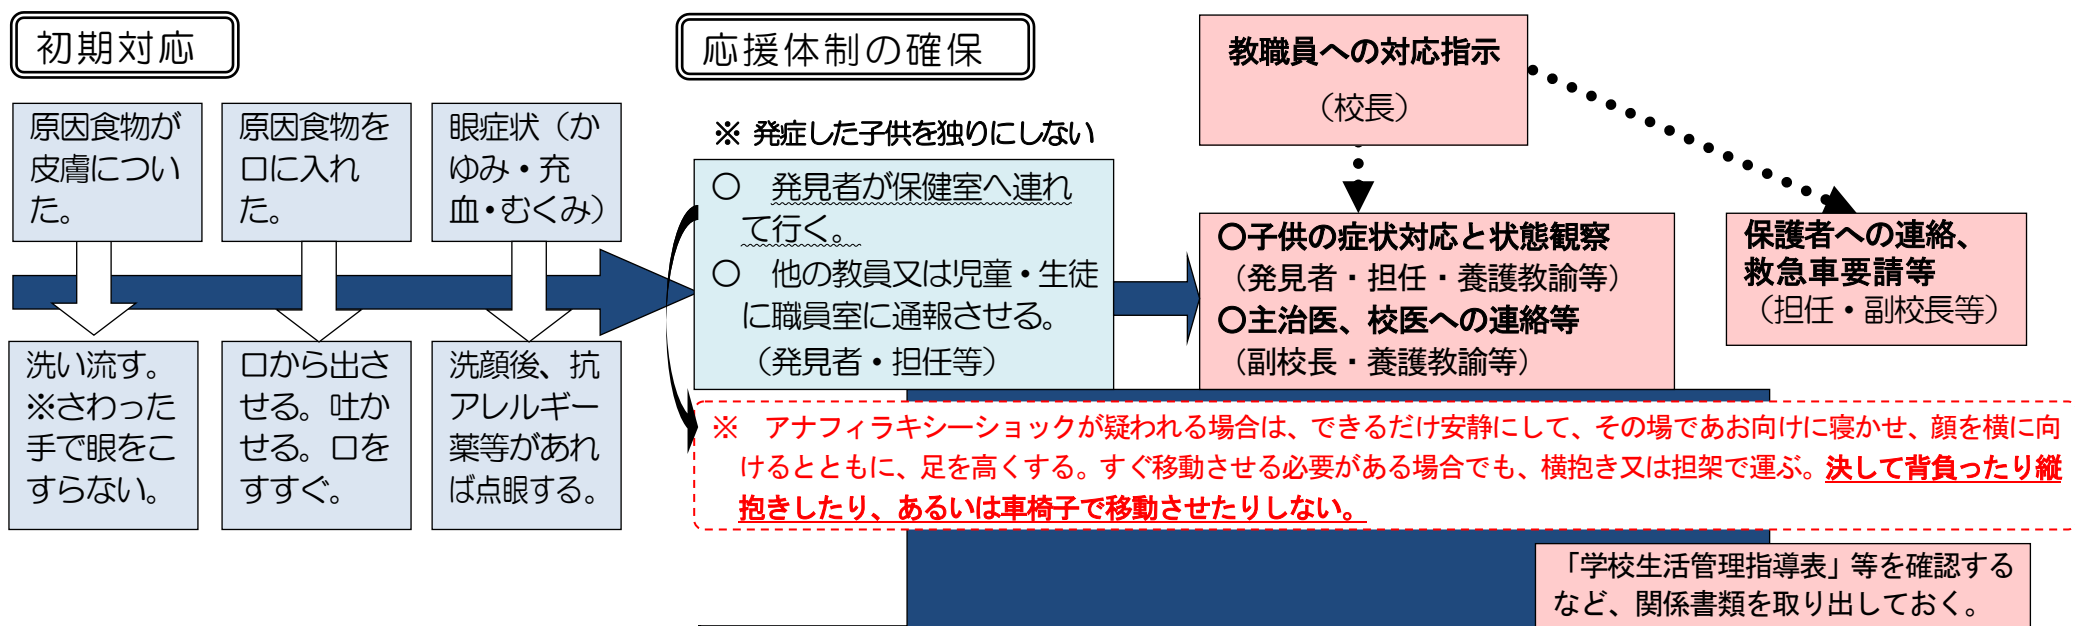 初期対応
原因食物が
皮膚につい
た。
原因食物を
口に入れ
た。
眼症状（か
ゆみ・充
血・むくみ）
洗い流す。
※さわった
手で眼をこ
すらない。
口から出さ
せる。吐か
せる。口を
すすぐ。
洗顔後、抗
アレルギー
薬等があれ
ば点眼する。
応援体制の確保
※ 発症した子供を独りにしない
○　発見者が保健室へ連れ
て行く。
○　他の教員又は児童・生徒
に職員室に通報させる。
（発見者・担任等）
教職員への対応指示
（校長）
○子供の症状対応と状態観察
（発見者・担任・養護教諭等）
○主治医、校医への連絡等
（副校長・養護教諭等）
保護者への連絡、
救急車要請等
（担任・副校長等）
※　アナフィラキシーショックが疑われる場合は、できるだけ安静にして、その場であお向けに寝かせ、顔を横に向
けるとともに、足を高くする。すぐ移動させる必要がある場合でも、横抱き又は担架で運ぶ。決して背負ったり縦
抱きしたり、あるいは車椅子で移動させたりしない。
「学校生活管理指導表」等を確認する
など、関係書類を取り出しておく。